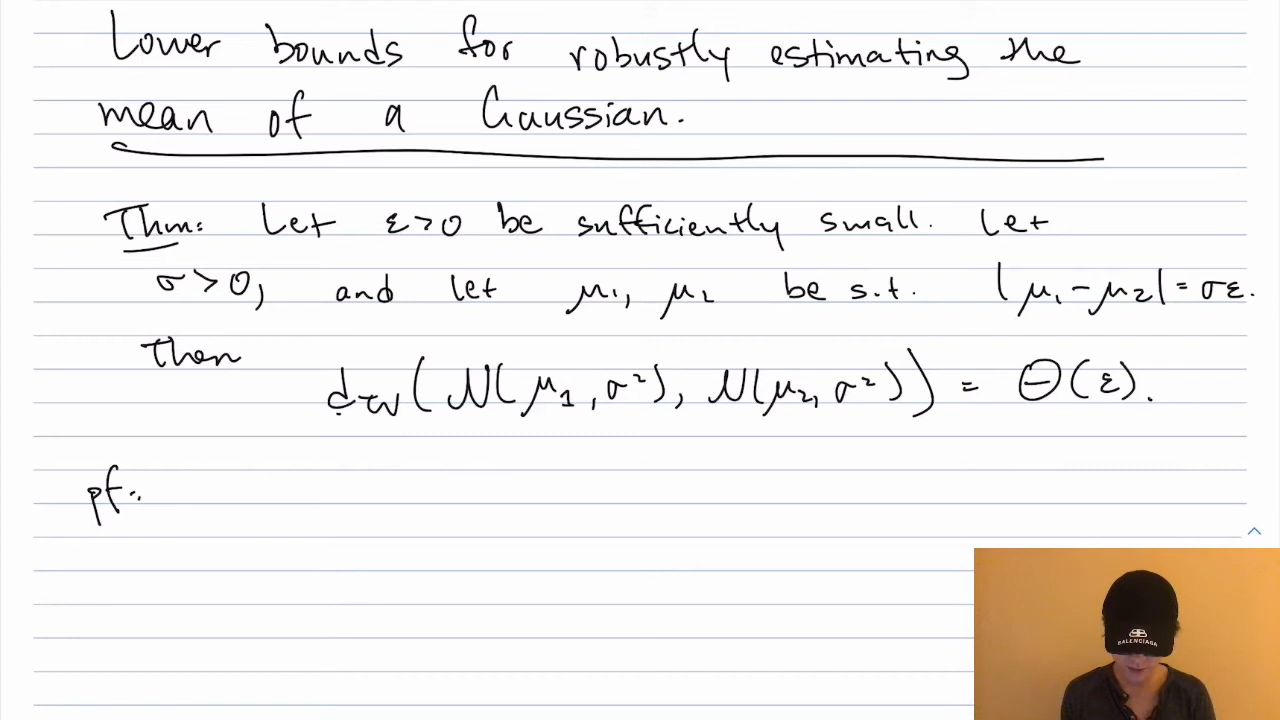 Lower bounds for robustly estimating the
mean of a Gaussian.
Thm: Let ε>0 be sufficiently small. Let
σ>0, and let μ₁, μ₂ be s.t. |μ₁-μ₂|=σε.
Then
d_TV(N(μ₁,σ²), N(μ₂,σ²)) = Θ(ε).
pf:
BALENCIAGA